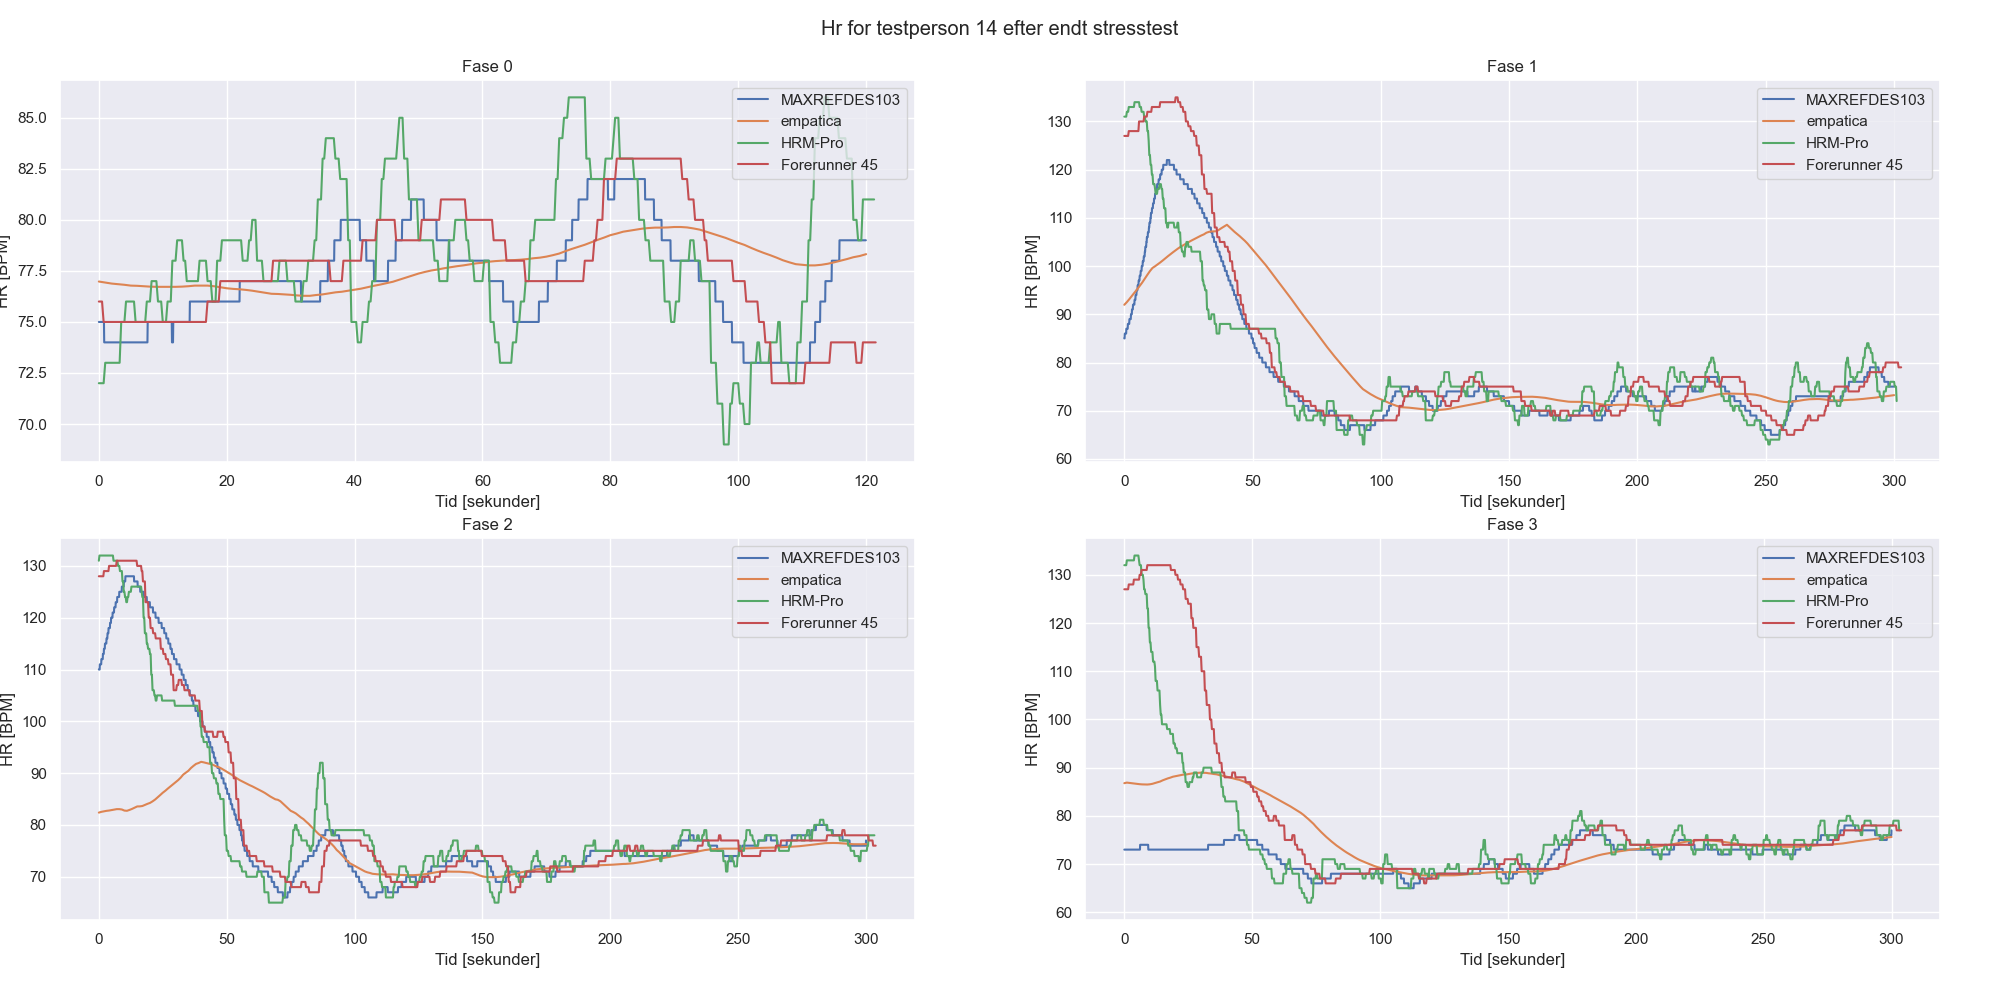 Hr for testperson 14 efter endt stresstest
Fase 0
HR [BPM]
85.0
82.5
80.0
77.5
75.0
72.5
70.0
0 20 40 60 80 100 120
Tid [sekunder]
MAXREFDES103
empatica
HRM-Pro
Forerunner 45
Fase 1
HR [BPM]
130
120
110
100
90
80
70
60
0 50 100 150 200 250 300
Tid [sekunder]
MAXREFDES103
empatica
HRM-Pro
Forerunner 45
Fase 2
HR [BPM]
130
120
110
100
90
80
70
0 50 100 150 200 250 300
Tid [sekunder]
MAXREFDES103
empatica
HRM-Pro
Forerunner 45
Fase 3
HR [BPM]
130
120
110
100
90
80
70
60
0 50 100 150 200 250 300
Tid [sekunder]
MAXREFDES103
empatica
HRM-Pro
Forerunner 45